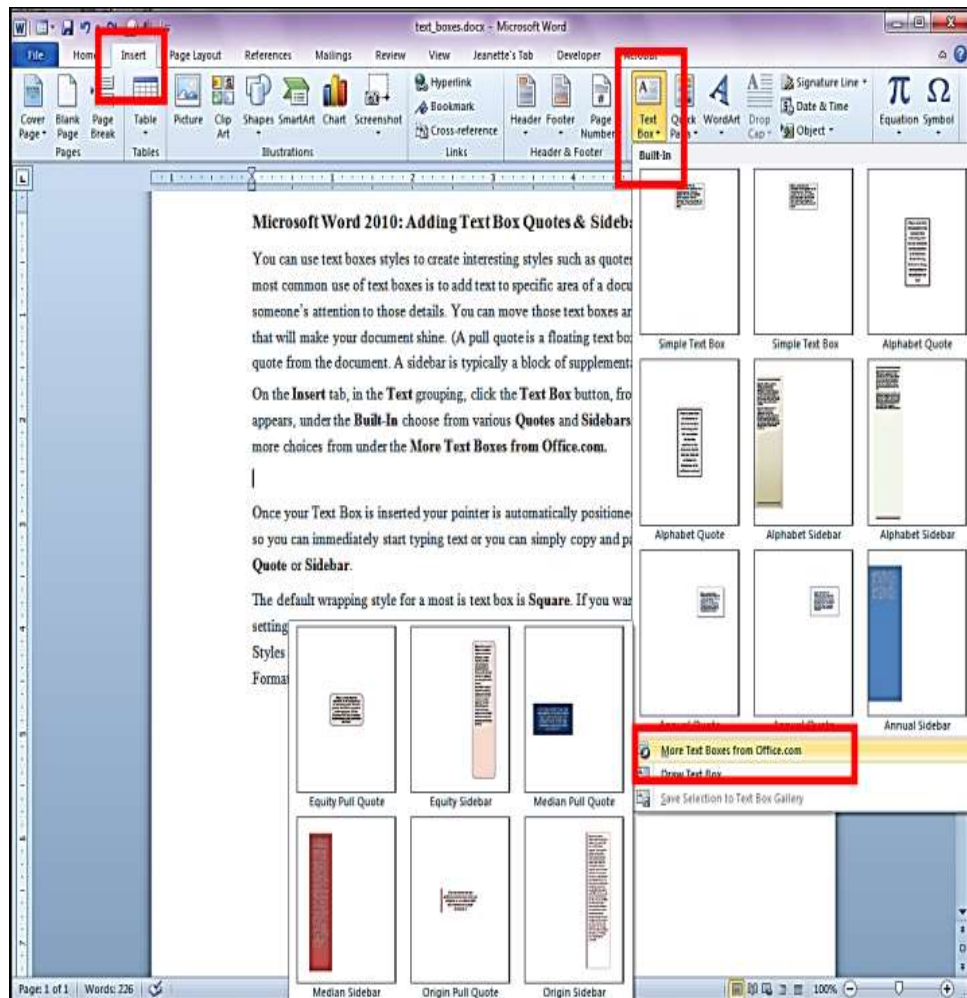 text_boxes.docx - Microsoft Word
File Home Insert Page Layout References Mailings Review View Jeanette's Tab Developer
Cover Page Blank Page Page Break Table Picture Clip Art Shapes SmartArt Chart Screenshot
Hyperlink
Bookmark
Cross-reference
Header Footer Page Number Text Box WordArt Drop Cap
Signature Line
Date & Time
Object
Equation Symbol
Pages Tables Illustrations Links Header & Footer
Built-In
Simple Text Box Simple Text Box Alphabet Quote
Alphabet Quote Alphabet Sidebar Alphabet Sidebar
Annual Quote Annual Quote Annual Sidebar
More Text Boxes from Office.com
Draw Text Box
Save Selection to Text Box Gallery
Microsoft Word 2010: Adding Text Box Quotes & Sideb
You can use text boxes styles to create interesting styles such as quotes
most common use of text boxes is to add text to specific area of a docu
someone's attention to those details. You can move those text boxes ar
that will make your document shine. (A pull quote is a floating text bo
quote from the document. A sidebar is typically a block of supplement
On the Insert tab, in the Text grouping, click the Text Box button, fro
appears, under the Built-In choose from various Quotes and Sidebars
more choices from under the More Text Boxes from Office.com.
Once your Text Box is inserted your pointer is automatically positione
so you can immediately start typing text or you can simply copy and p
Quote or Sidebar.
The default wrapping style for a most is text box is Square. If you wa
setting
Styles
Forma
Equity Pull Quote Equity Sidebar Median Pull Quote
Median Sidebar Origin Pull Quote Origin Sidebar
Page: 1 of 1 Words: 226 100%